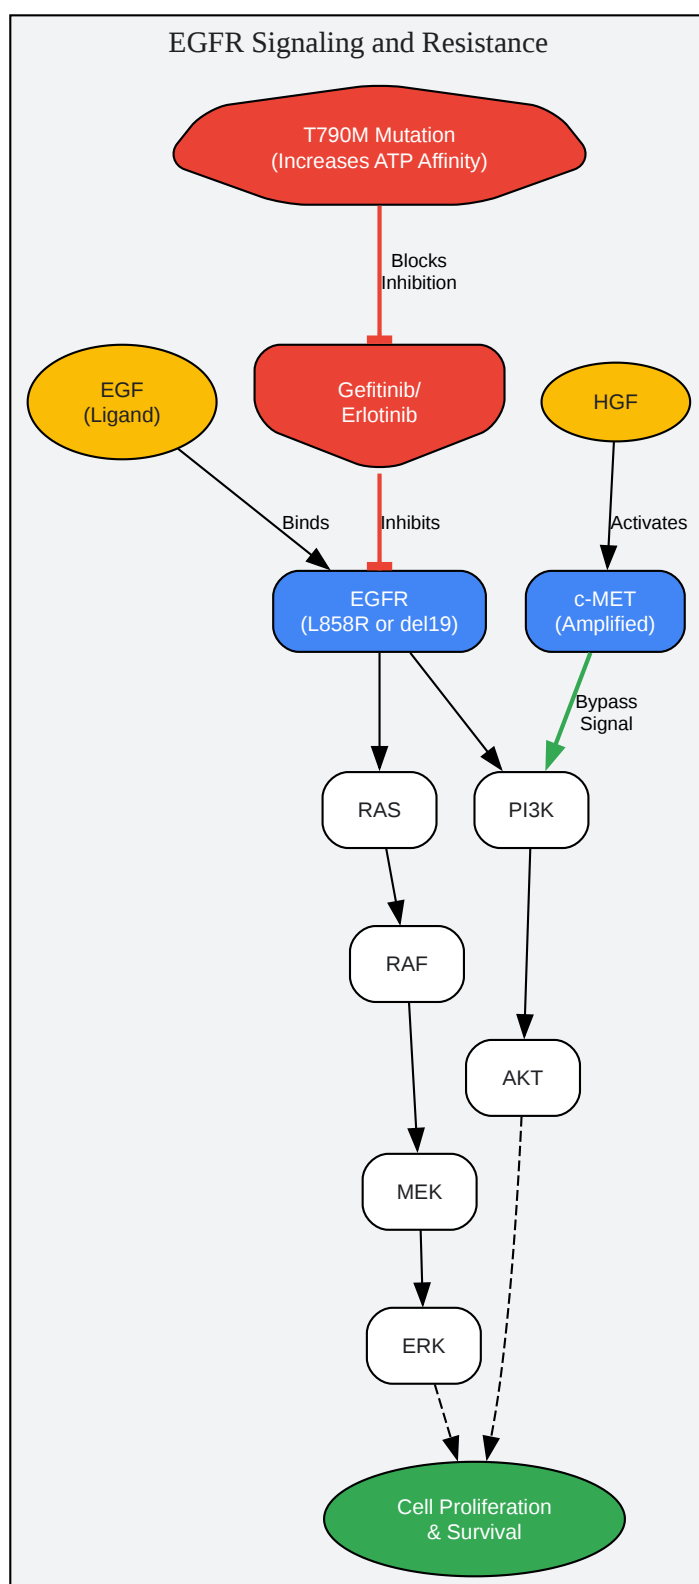 EGFR Signaling and Resistance
T790M Mutation
(Increases ATP Affinity)
Blocks
Inhibition
EGF
(Ligand)
Gefitinib/
Erlotinib
HGF
Binds
Inhibits
Activates
EGFR
(L858R or del19)
c-MET
(Amplified)
Bypass
Signal
RAS
PI3K
RAF
AKT
MEK
ERK
Cell Proliferation
& Survival